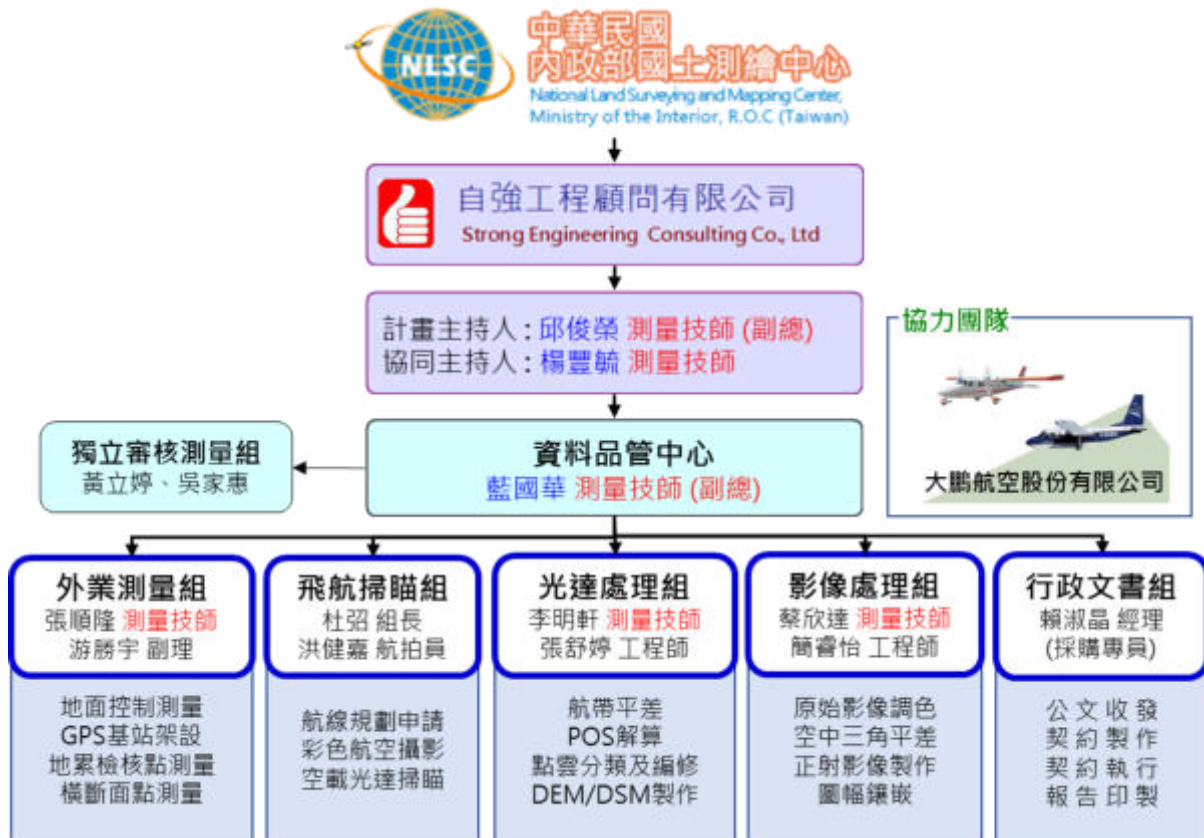 NLSC
中華民國
內政部國土測繪中心
National Land Surveying and Mapping Center,
Ministry of the Interior, R.O.C (Taiwan)
自強工程顧問有限公司
Strong Engineering Consulting Co., Ltd
計畫主持人：邱俊榮 測量技師 (副總)
協同主持人：楊豐毓 測量技師
協力團隊
大鵬航空股份有限公司
資料品管中心
藍國華 測量技師 (副總)
獨立審核測量組
黃立婷、吳家惠
外業測量組
張順隆 測量技師
游勝宇 副理
地面控制測量
GPS基站架設
地累檢核點測量
橫斷面點測量
飛航掃瞄組
杜弨 組長
洪健嘉 航拍員
航線規劃申請
彩色航空攝影
空載光達掃瞄
光達處理組
李明軒 測量技師
張舒婷 工程師
航帶平差
POS解算
點雲分類及編修
DEM/DSM製作
影像處理組
蔡欣達 測量技師
簡睿怡 工程師
原始影像調色
空中三角平差
正射影像製作
圖幅鑲嵌
行政文書組
賴淑晶 經理
(採購專員)
公文收發
契約製作
契約執行
報告印製